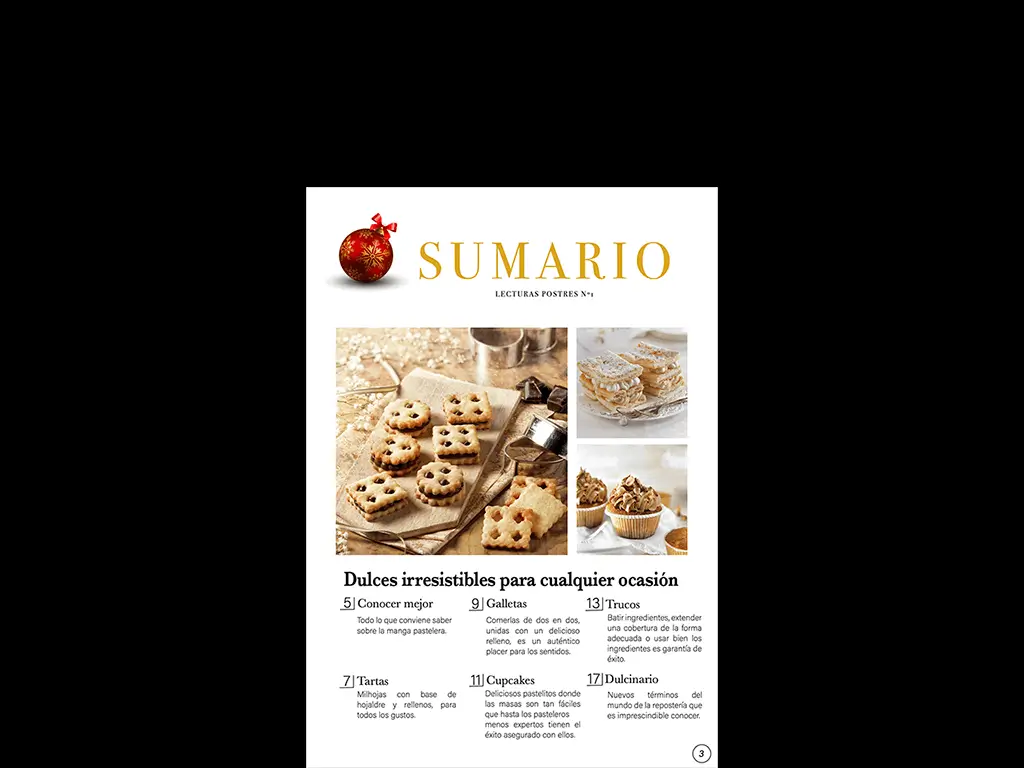 SUMARIO
LECTURAS POSTRES Nº1
Dulces irresistibles para cualquier ocasión
5 Conocer mejor
Todo lo que conviene saber
sobre la manga pastelera.
9 Galletas
Comerlas de dos en dos,
unidas con un delicioso
relleno, es un auténtico
placer para los sentidos.
13 Trucos
Batir ingredientes, extender
una cobertura de la forma
adecuada o usar bien los
ingredientes es garantía de
éxito.
7 Tartas
Milhojas con base de
hojaldre y rellenos, para
todos los gustos.
11 Cupcakes
Deliciosos pastelitos donde
las masas son tan fáciles
que hasta los pasteleros
menos expertos tienen el
éxito asegurado con ellos.
17 Dulcinario
Nuevos términos del
mundo de la repostería que
es imprescindible conocer.
3